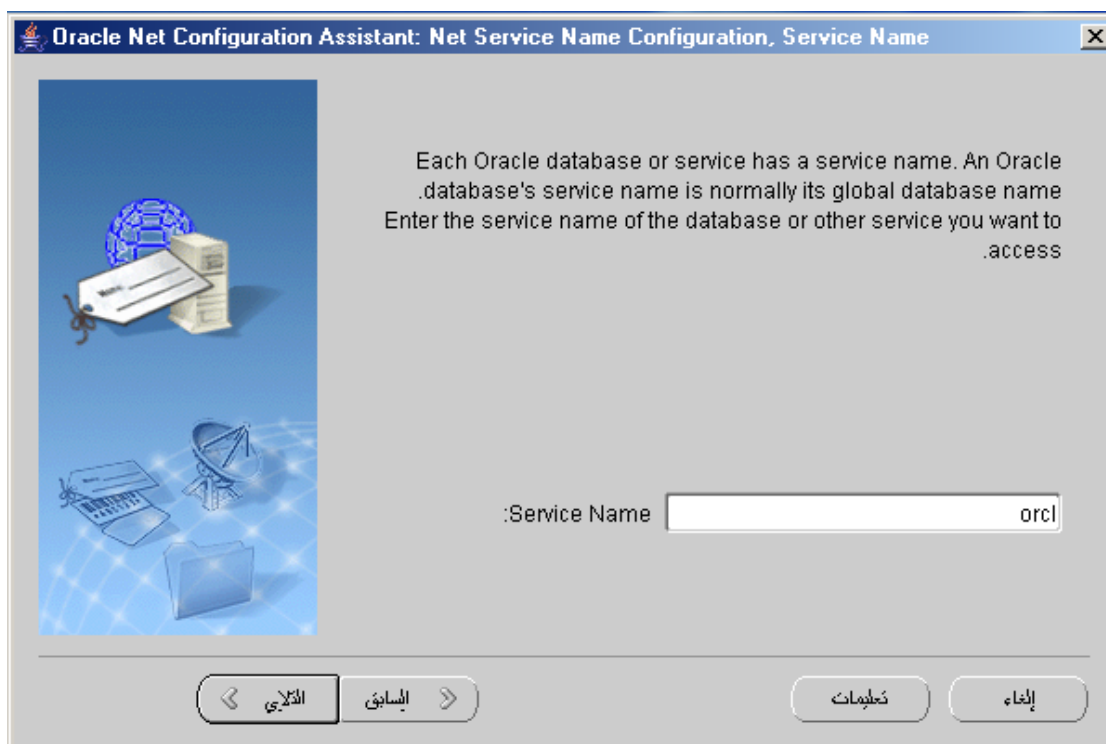 Oracle Net Configuration Assistant: Net Service Name Configuration, Service Name
Each Oracle database or service has a service name. An Oracle
.database's service name is normally its global database name
Enter the service name of the database or other service you want to
.access
:Service Name
orcl
إلغاء
تعليمات
السابق
التالي